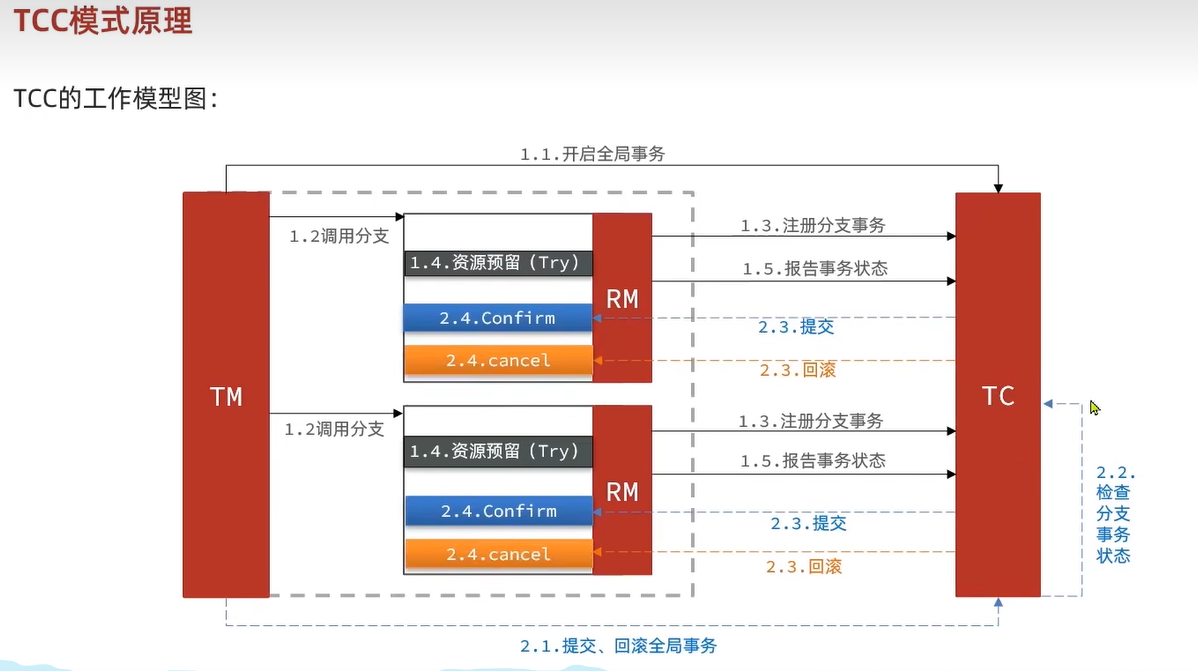 TCC模式原理
TCC的工作模型图：
1.1.开启全局事务
1.2调用分支
1.3.注册分支事务
1.4.资源预留（Try）
1.5.报告事务状态
RM
2.4.Confirm
2.3.提交
2.4.cancel
2.3.回滚
TM
TC
1.2调用分支
1.3.注册分支事务
1.4.资源预留（Try）
1.5.报告事务状态
RM
2.4.Confirm
2.3.提交
2.4.cancel
2.3.回滚
2.2.
检查
分支
事务
状态
2.1.提交、回滚全局事务